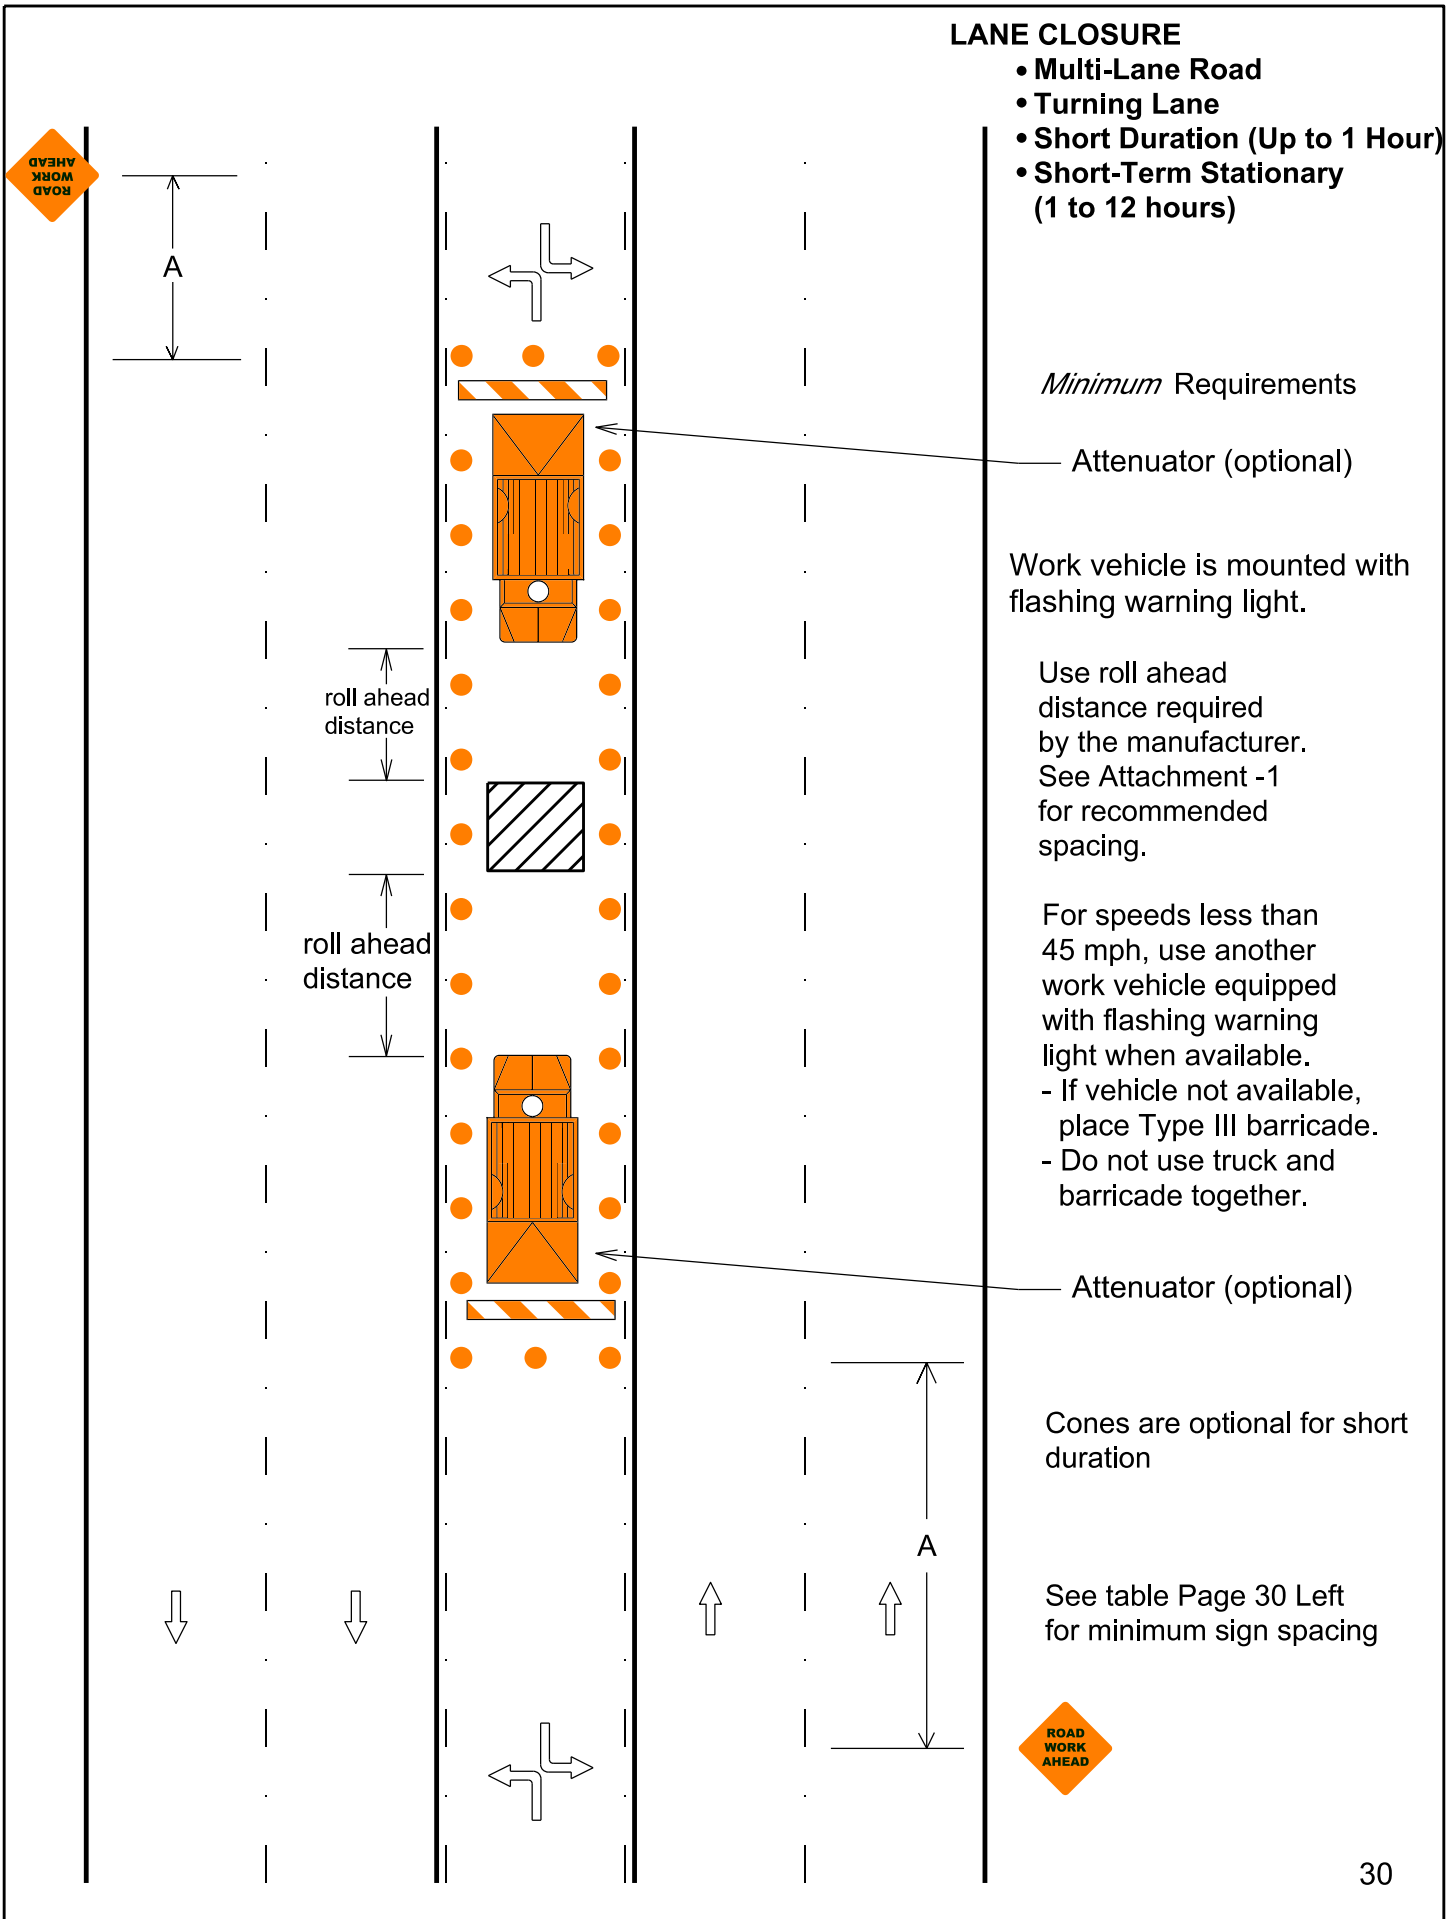 LANE CLOSURE
• Multi-Lane Road
• Turning Lane
• Short Duration (Up to 1 Hour)
• Short-Term Stationary
(1 to 12 hours)
ROAD
WORK
AHEAD
A
Minimum Requirements
Attenuator (optional)
Work vehicle is mounted with
flashing warning light.
roll ahead
distance
Use roll ahead
distance required
by the manufacturer.
See Attachment -1
for recommended
spacing.
roll ahead
distance
For speeds less than
45 mph, use another
work vehicle equipped
with flashing warning
light when available.
- If vehicle not available,
place Type III barricade.
- Do not use truck and
barricade together.
Attenuator (optional)
Cones are optional for short
duration
A
See table Page 30 Left
for minimum sign spacing
ROAD
WORK
AHEAD
30